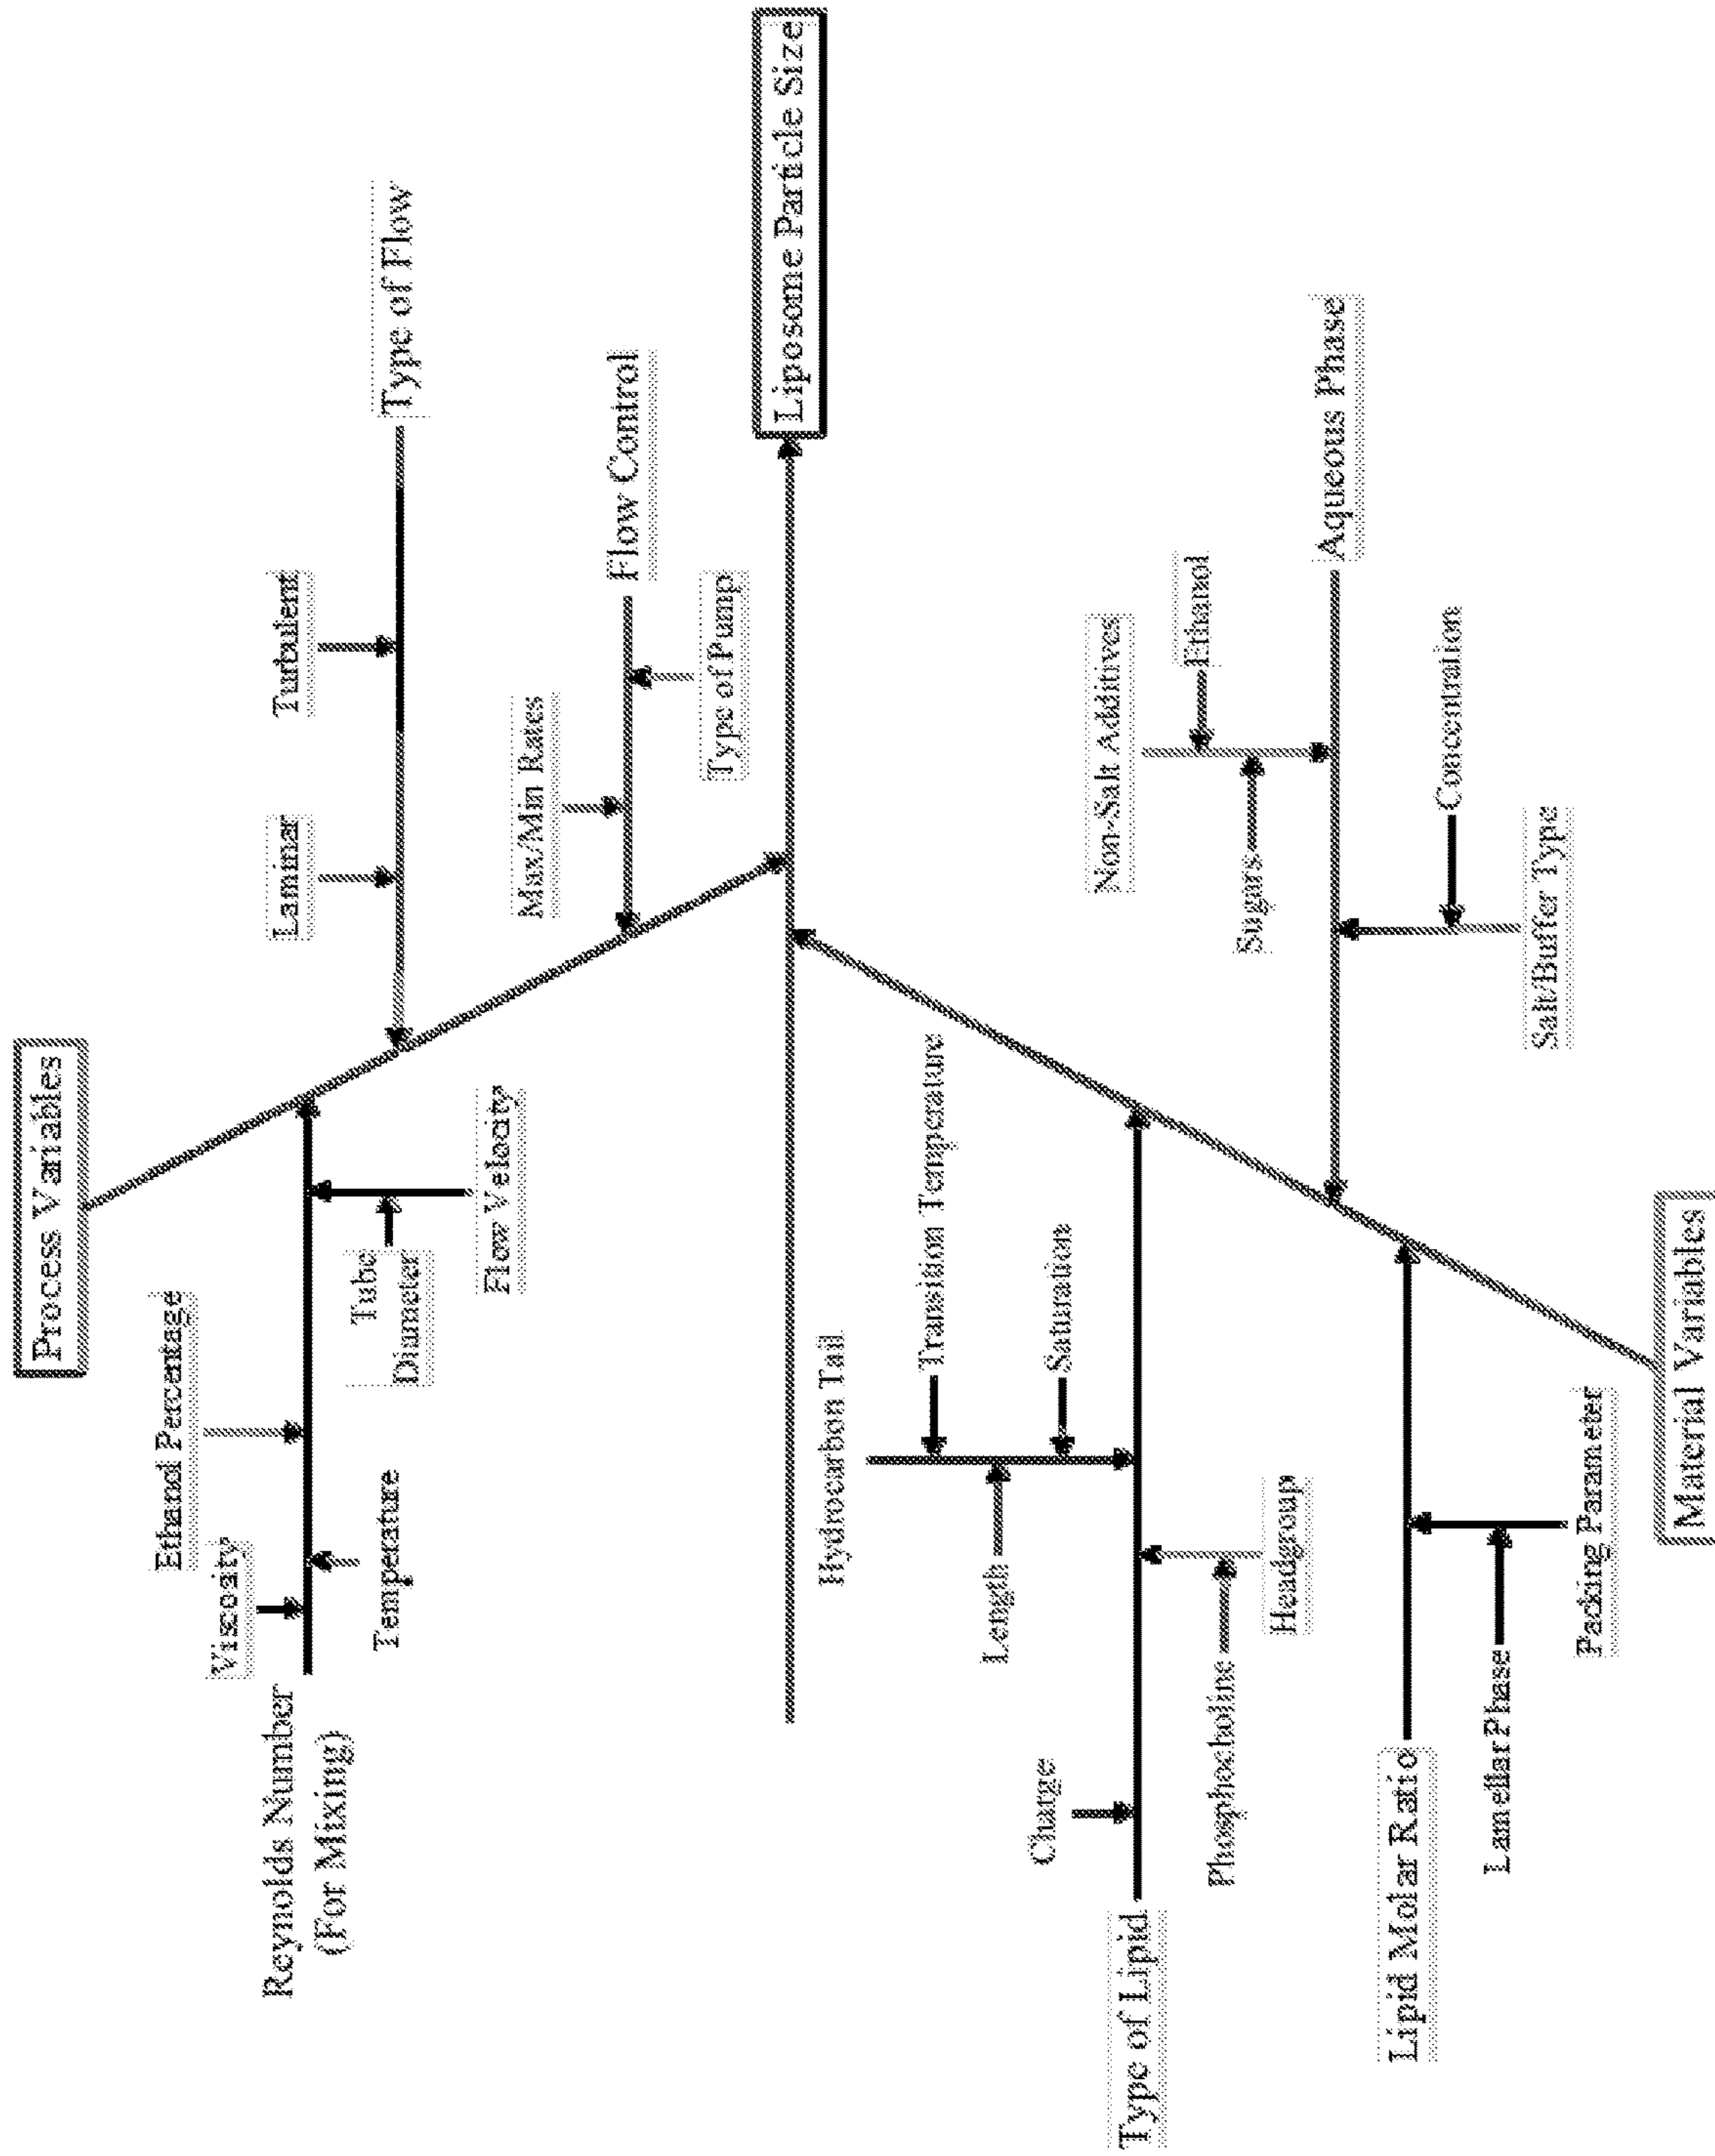 Process Variables
Ethanol Percentage
Viscoaity
Reynolds Number
(For Mixing)
Temperature
Tube
Diameter
Flow Velocity
Laminar
Turbulent
Type of Flow
Max/Min Rates
Flow Control
Type of Pump
Liposome Particle Size
Hydrocarbon Tail
Transition Temperature
Length
Saturation
Charge
Type of Lipid
Phosphocholine
Headgroup
Non-Salt Additives
Ethanol
Sugars
Aqueous Phase
Concentration
Salt/Buffer Type
Lipid Molar Ratio
Lamellar Phase
Packing Parameter
Material Variables